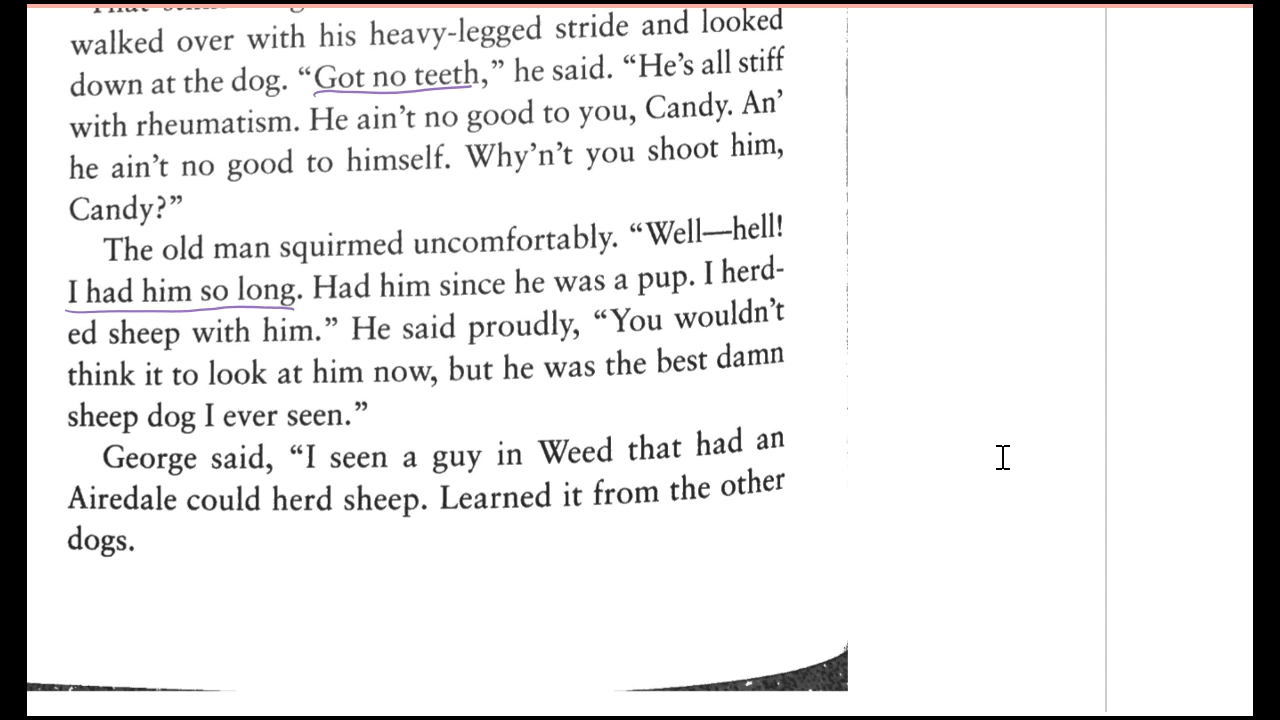 walked over with his heavy-legged stride and looked
down at the dog. “Got no teeth,” he said. “He’s all stiff
with rheumatism. He ain’t no good to you, Candy. An’
he ain’t no good to himself. Why’n’t you shoot him,
Candy?”
The old man squirmed uncomfortably. “Well—hell!
I had him so long. Had him since he was a pup. I herd-
ed sheep with him.” He said proudly, “You wouldn’t
think it to look at him now, but he was the best damn
sheep dog I ever seen.”
George said, “I seen a guy in Weed that had an
Airedale could herd sheep. Learned it from the other
dogs.